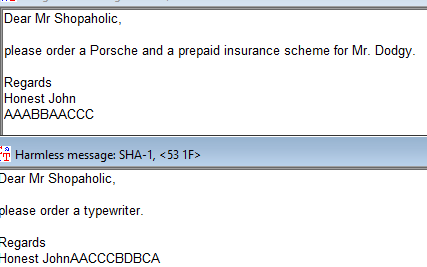 Dear Mr Shopaholic,
please order a Porsche and a prepaid insurance scheme for Mr. Dodgy.
Regards
Honest John
AAABBAACCC
Harmless message: SHA-1, <53 1F>
Dear Mr Shopaholic,
please order a typewriter.
Regards
Honest JohnAACCCBDBCA